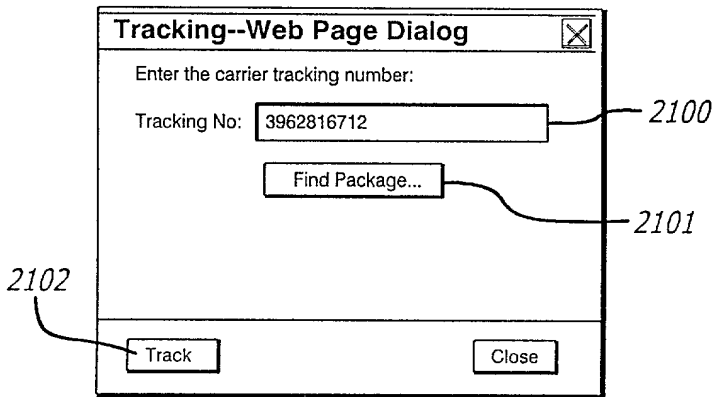 Tracking--Web Page Dialog
Enter the carrier tracking number:
Tracking No: 3962816712
2100
Find Package...
2101
2102
Track
Close